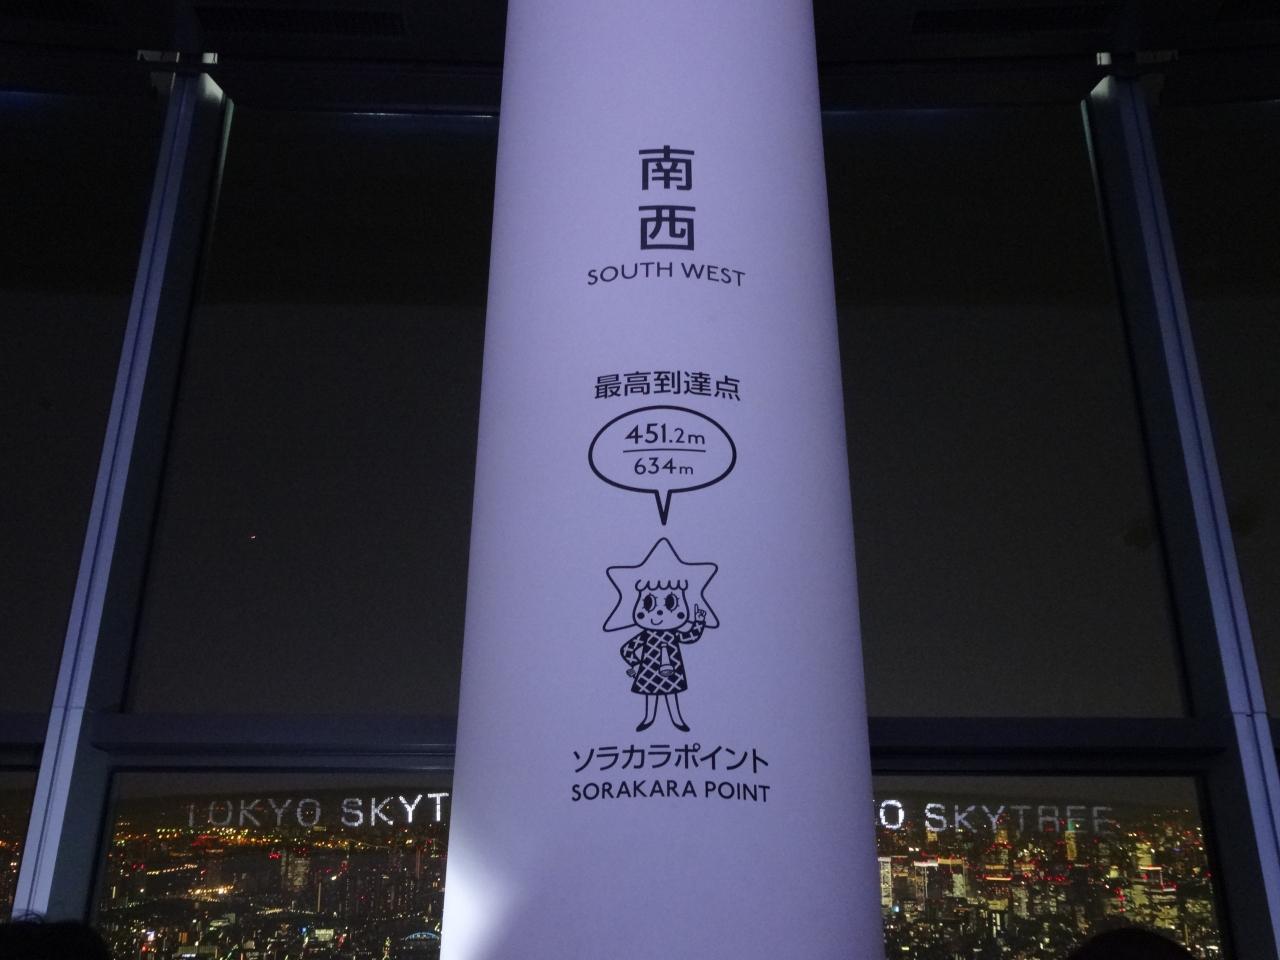 南
西
SOUTH WEST
最高到達点
451.2m
634m
ソラカラポイント
SORAKARA POINT
TOKYO SKYT
O SKYTREE